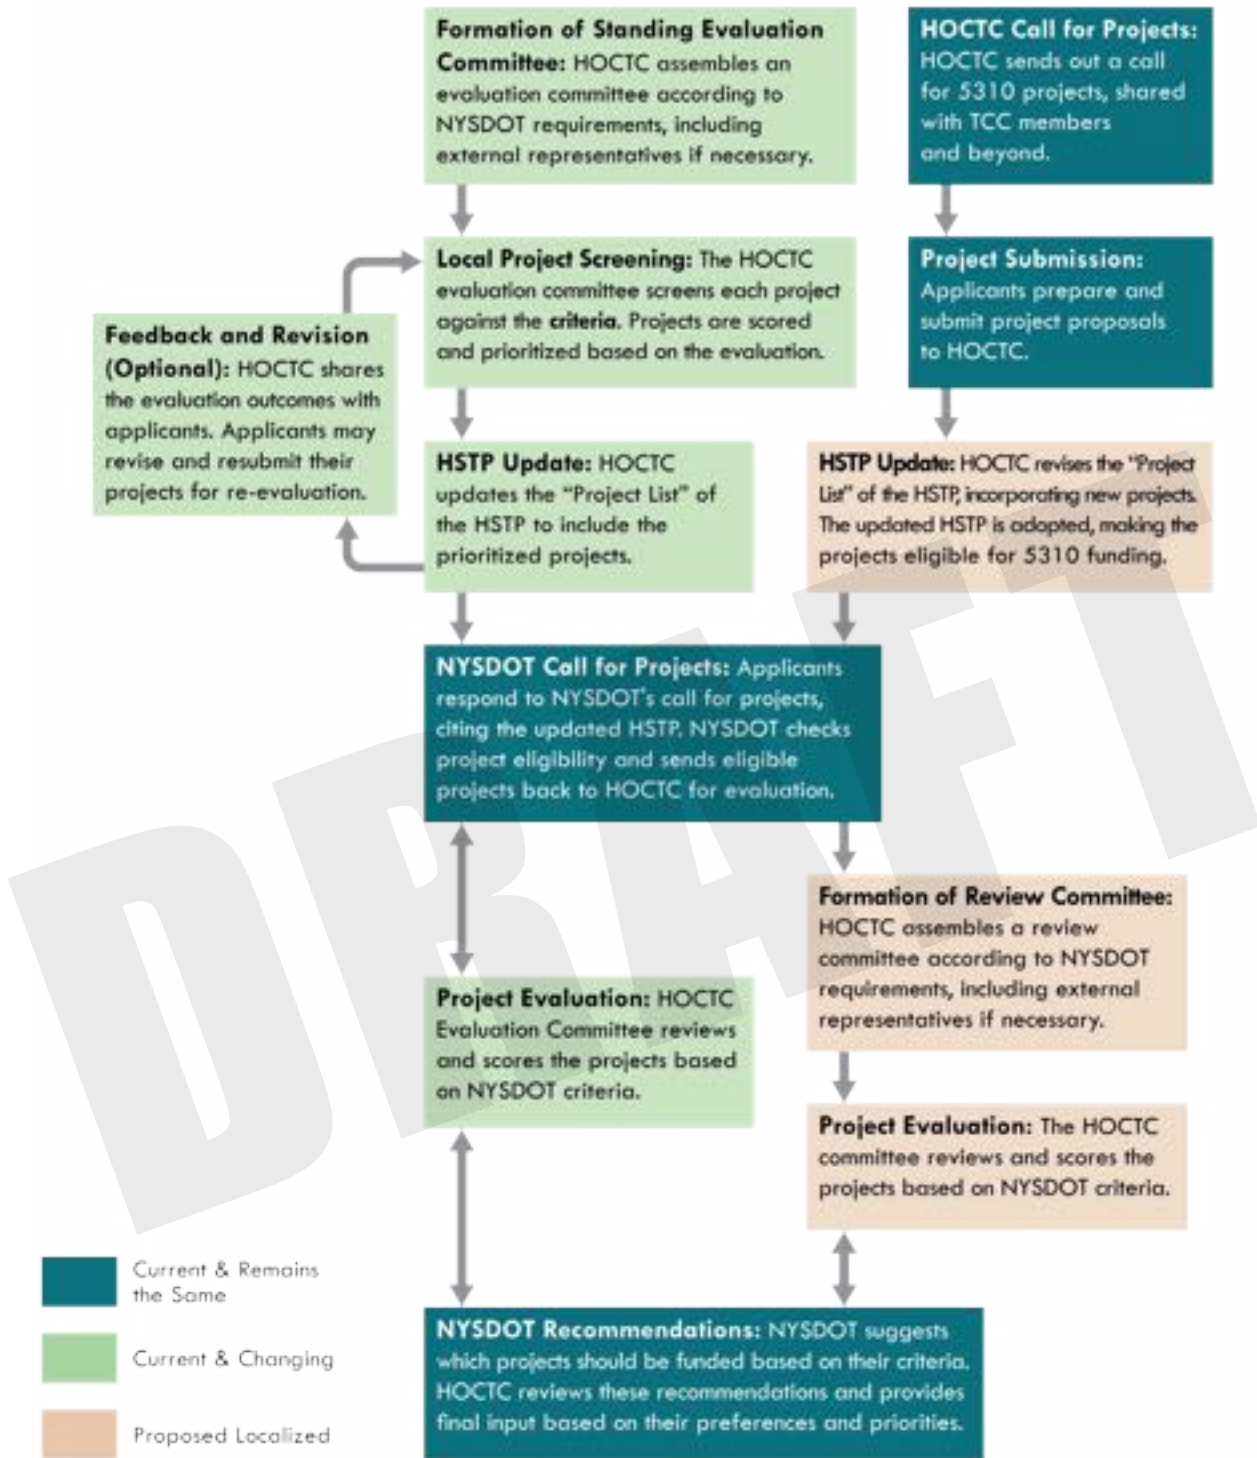 Formation of Standing Evaluation
Committee: HOCTC assembles an
evaluation committee according to
NYSDOT requirements, including
external representatives if necessary.
HOCTC Call for Projects:
HOCTC sends out a call
for 5310 projects, shared
with TCC members
and beyond.
Local Project Screening: The HOCTC
evaluation committee screens each project
against the criteria. Projects are scored
and prioritized based on the evaluation.
Project Submission:
Applicants prepare and
submit project proposals
to HOCTC.
Feedback and Revision
(Optional): HOCTC shares
the evaluation outcomes with
applicants. Applicants may
revise and resubmit their
projects for re-evaluation.
HSTP Update: HOCTC
updates the “Project List” of
the HSTP to include the
prioritized projects.
HSTP Update: HOCTC revises the “Project
List” of the HSTP, incorporating new projects.
The updated HSTP is adopted, making the
projects eligible for 5310 funding.
NYSDOT Call for Projects: Applicants
respond to NYSDOT's call for projects,
citing the updated HSTP. NYSDOT checks
project eligibility and sends eligible
projects back to HOCTC for evaluation.
Formation of Review Committee:
HOCTC assembles a review
committee according to NYSDOT
requirements, including external
representatives if necessary.
Project Evaluation: HOCTC
Evaluation Committee reviews
and scores the projects based
on NYSDOT criteria.
Project Evaluation: The HOCTC
committee reviews and scores the
projects based on NYSDOT criteria.
NYSDOT Recommendations: NYSDOT suggests
which projects should be funded based on their criteria.
HOCTC reviews these recommendations and provides
final input based on their preferences and priorities.
Current & Remains
the Same
Current & Changing
Proposed Localized
DRAFT